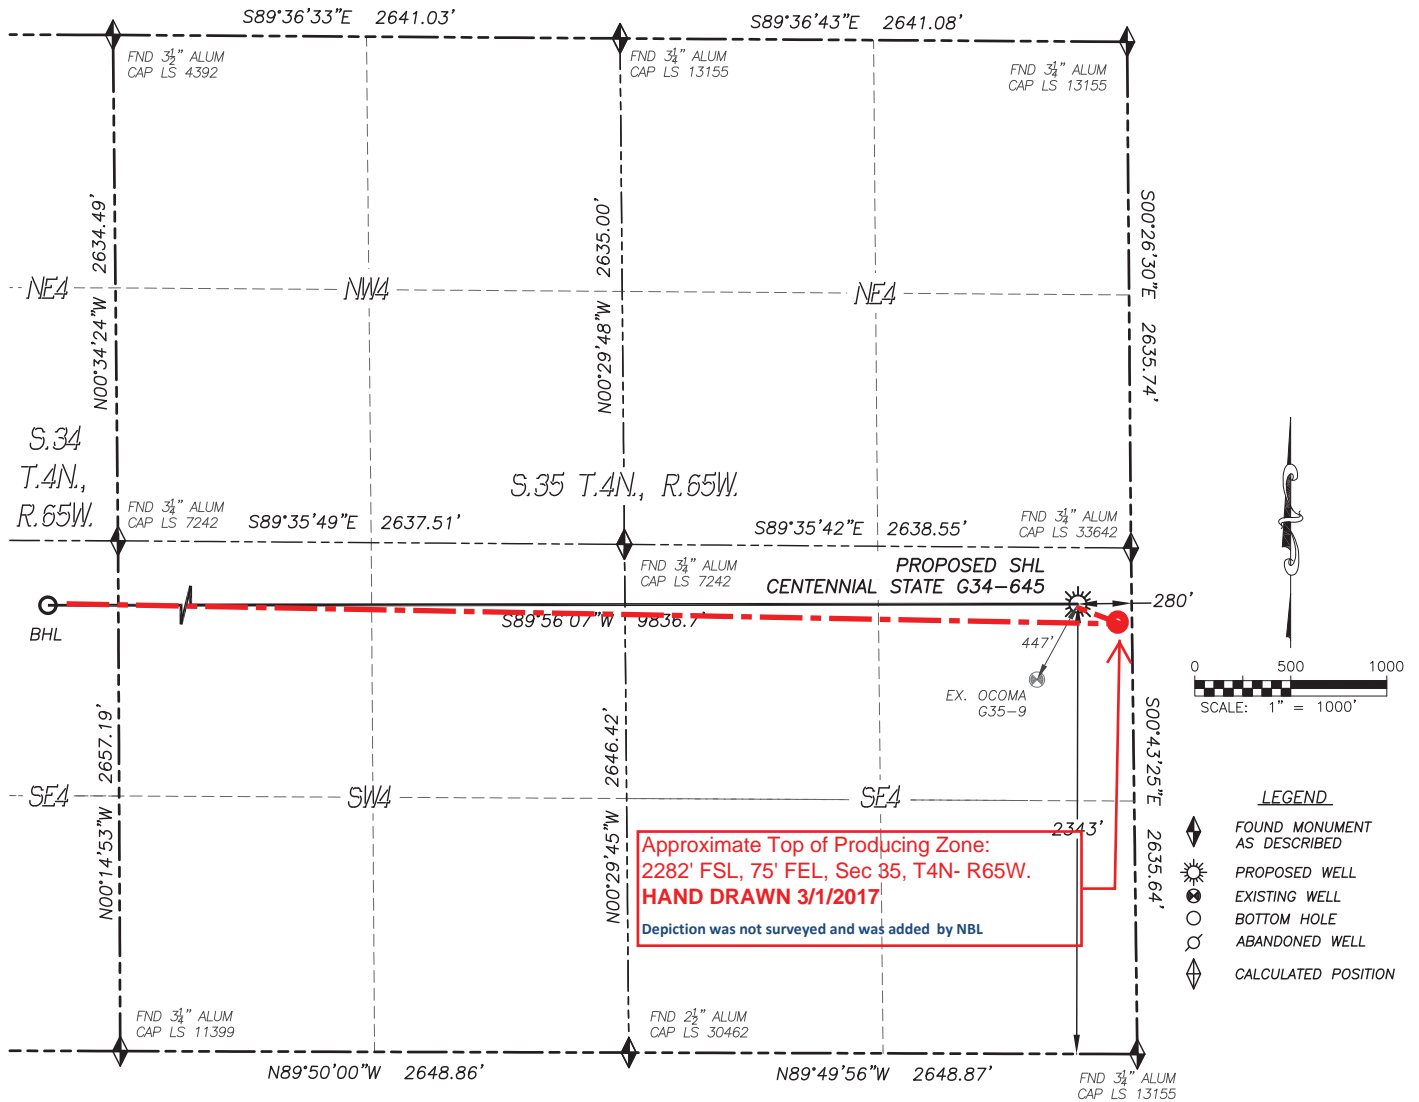 S89°36'33"E 2641.03'
S89°36'43"E 2641.08'
FND 3½" ALUM
CAP LS 4392
FND 3¼" ALUM
CAP LS 13155
FND 3¼" ALUM
CAP LS 13155
N00°34'24"W 2634.49'
N00°29'48"W 2635.00'
S00°26'30"E 2635.74'
NE4
NW4
NE4
S.34
T.4N.,
R.65W.
S.35 T.4N., R.65W.
FND 3¼" ALUM
CAP LS 7242
S89°35'49"E 2637.51'
S89°35'42"E 2638.55'
FND 3¼" ALUM
CAP LS 33642
FND 3¼" ALUM
CAP LS 7242
PROPOSED SHL
CENTENNIAL STATE G34-645
280'
BHL
S89°56'07"W 9836.7'
447'
EX. OCOMA
G35-9
0 500 1000
SCALE: 1" = 1000'
N00°14'53"W 2657.19'
N00°29'45"W 2646.42'
S00°43'25"E 2635.64'
SE4
SW4
SE4
2343'
Approximate Top of Producing Zone:
2282' FSL, 75' FEL, Sec 35, T4N- R65W.
HAND DRAWN 3/1/2017
Depiction was not surveyed and was added by NBL
LEGEND
FOUND MONUMENT
AS DESCRIBED
PROPOSED WELL
EXISTING WELL
BOTTOM HOLE
ABANDONED WELL
CALCULATED POSITION
FND 3¼" ALUM
CAP LS 11399
FND 2½" ALUM
CAP LS 30462
N89°50'00"W 2648.86'
N89°49'56"W 2648.87'
FND 3¼" ALUM
CAP LS 13155